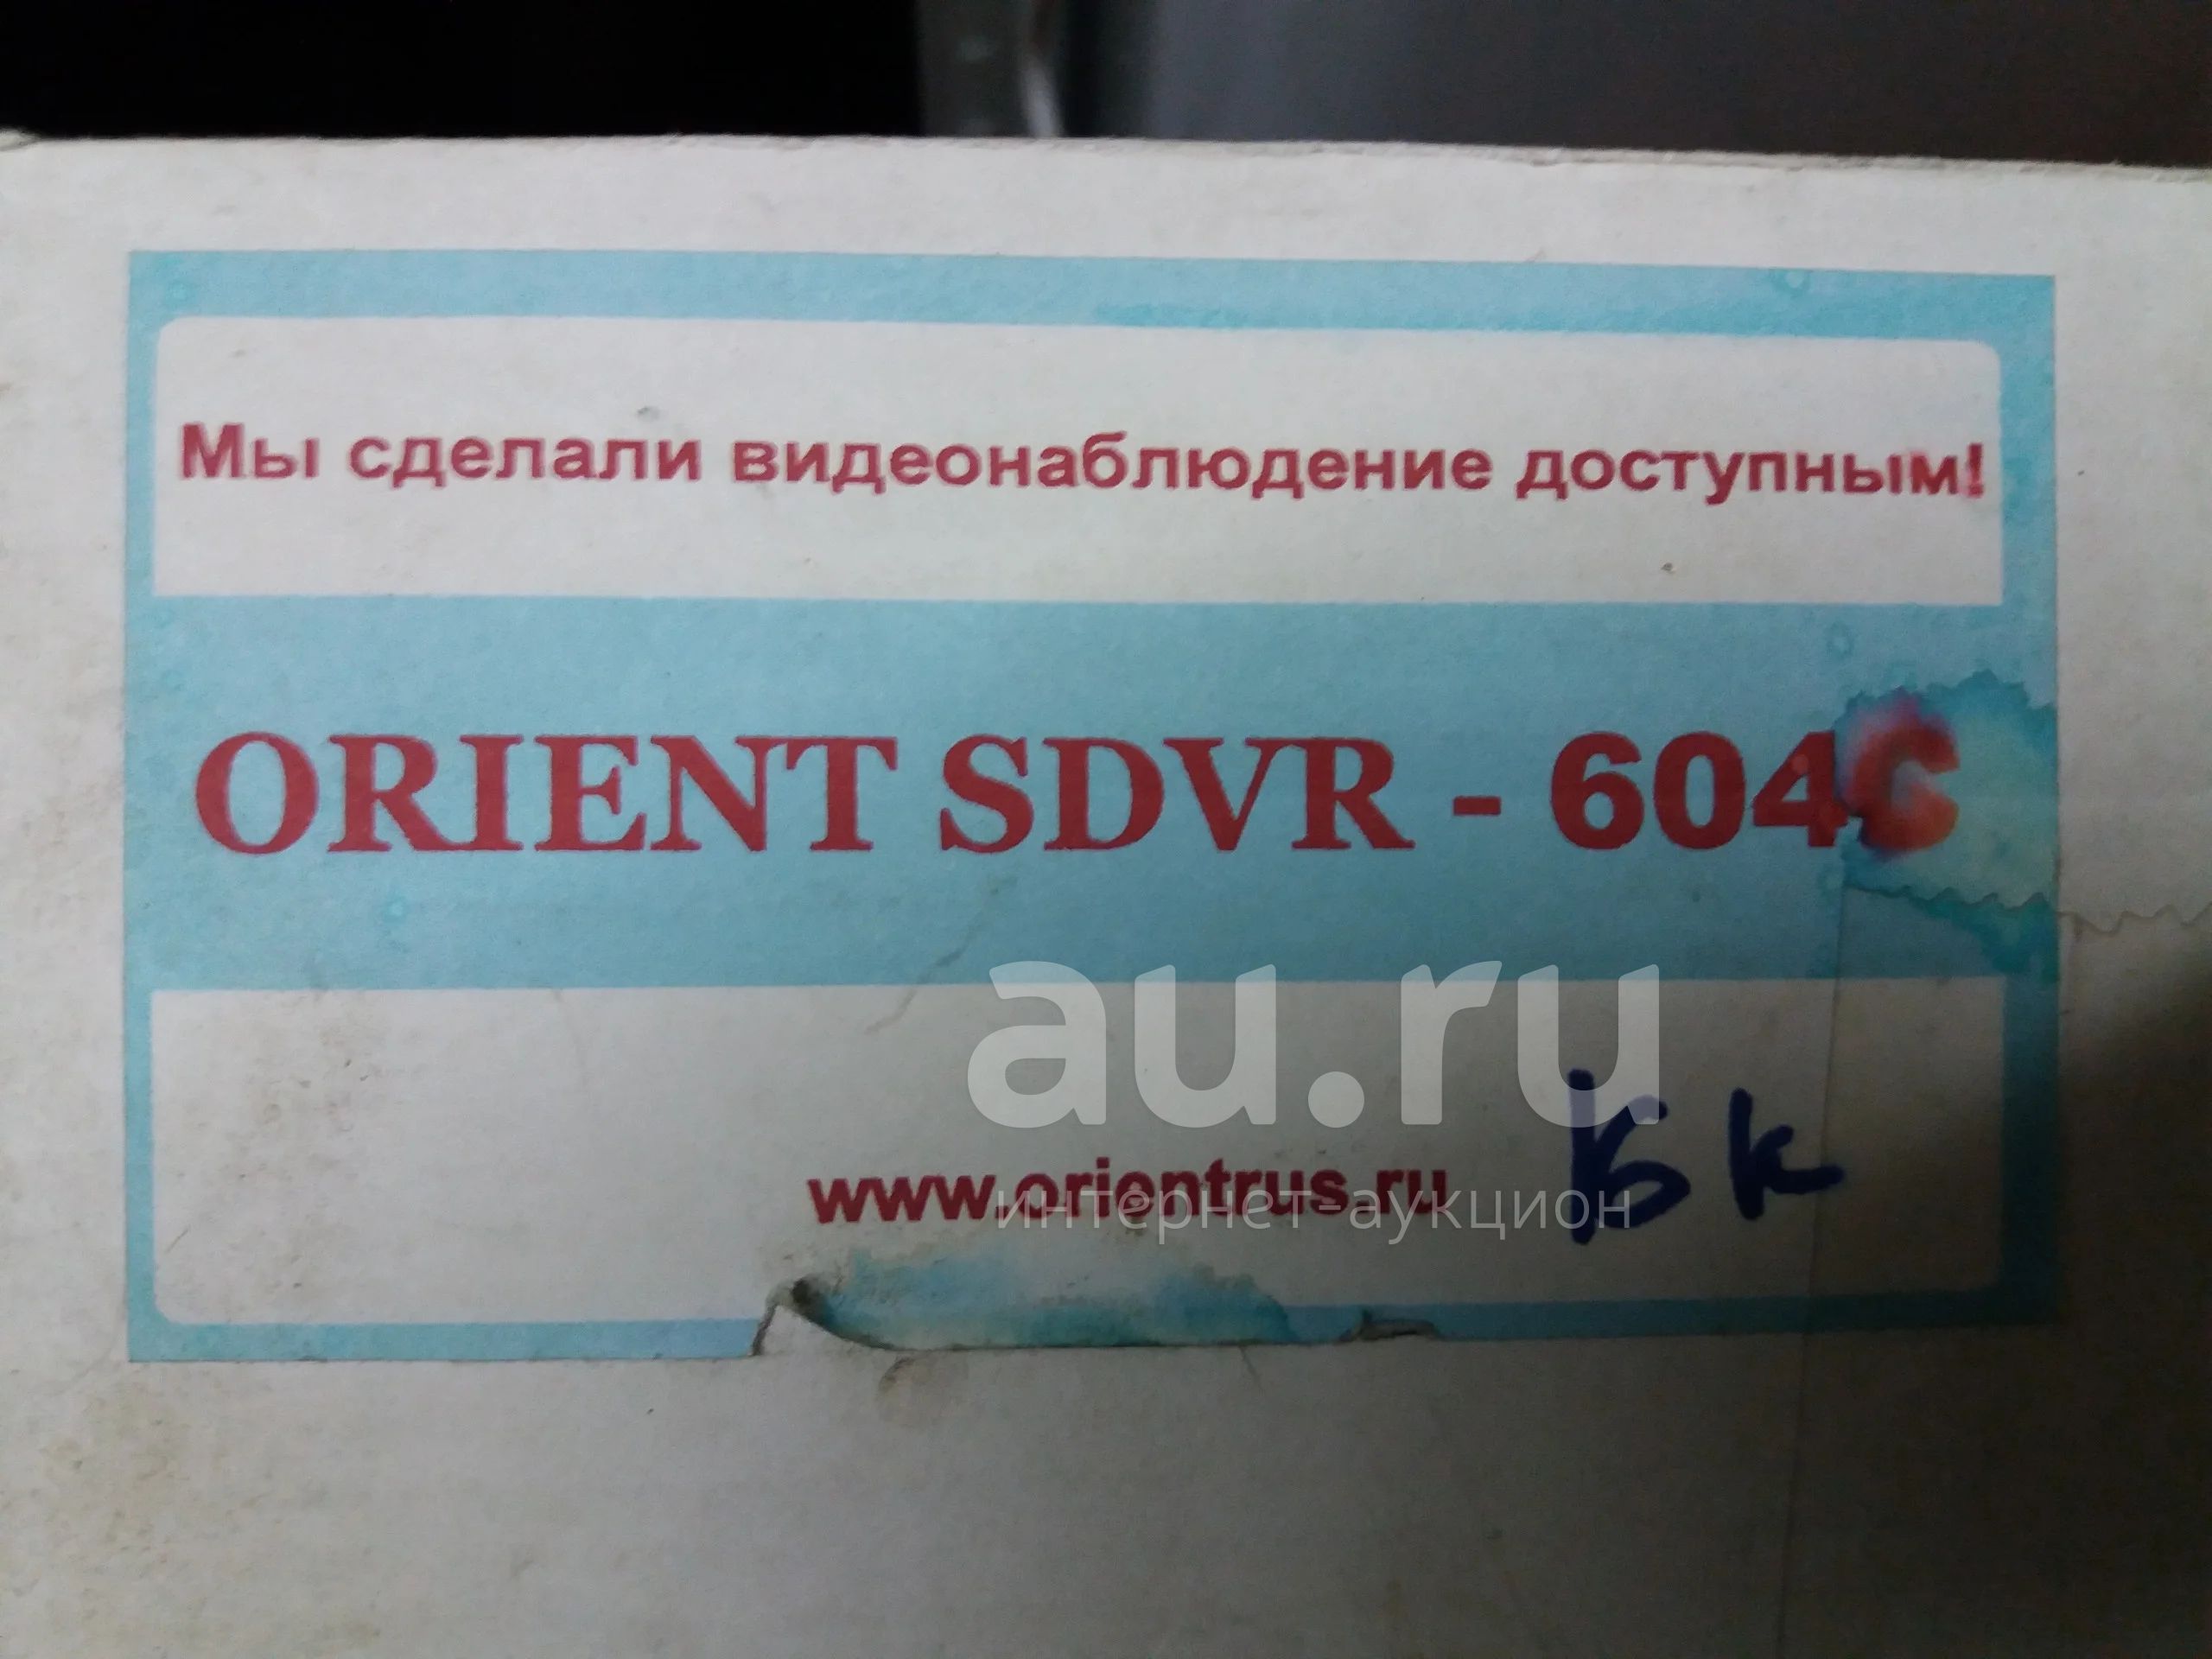 Мы сделали видеонаблюдение доступным!
ORIENT SDVR - 604C
au.ru
www.orientrus.ru
интернет-аукцион
Бк